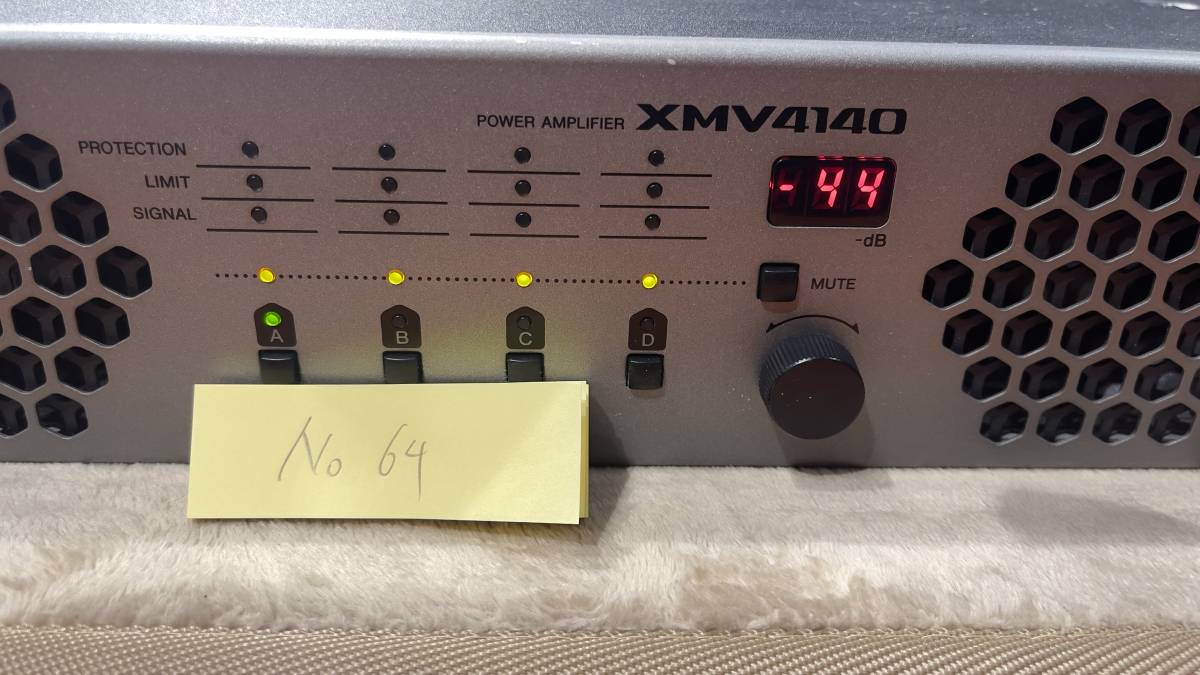 POWER AMPLIFIER XMV4140
PROTECTION
LIMIT
SIGNAL
-44
-dB
MUTE
A B C D
No 64